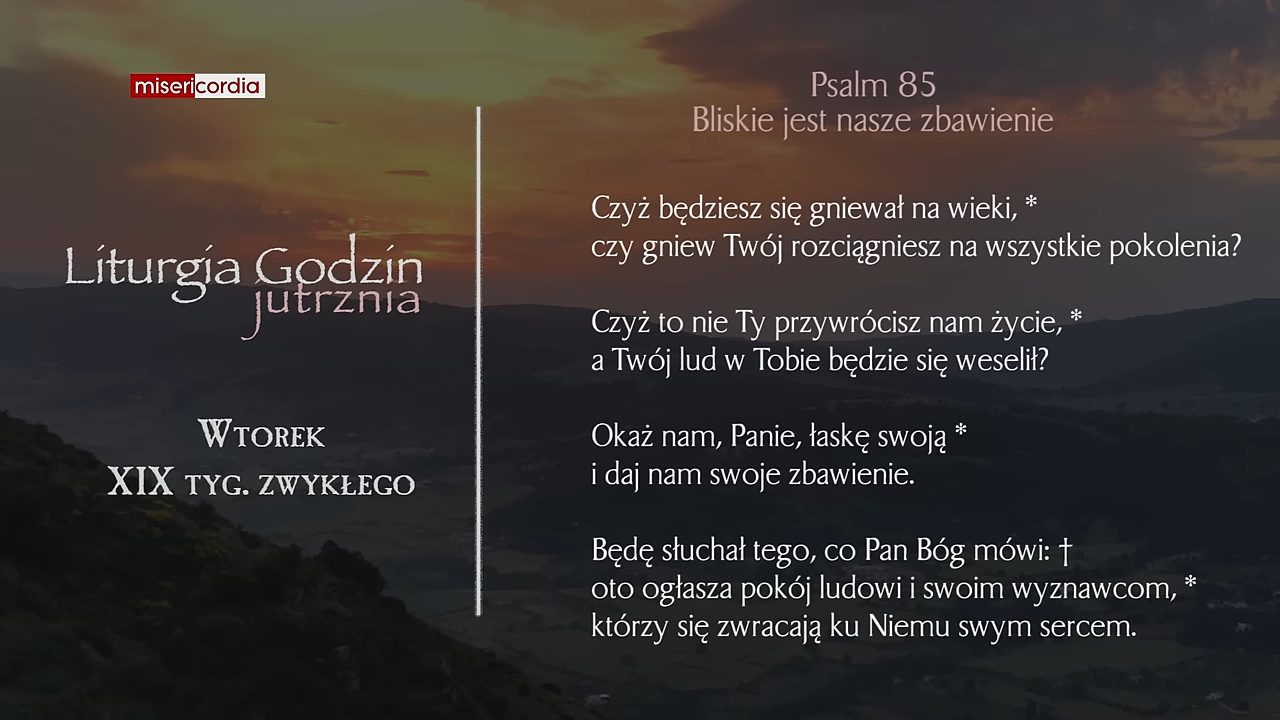 misericordia
Liturgia Godzin
jutrznia
Wtorek
XIX tyg. zwykłego
Psalm 85
Bliskie jest nasze zbawienie
Czyż będziesz się gniewał na wieki, *
czy gniew Twój rozciągniesz na wszystkie pokolenia?
Czyż to nie Ty przywrócisz nam życie, *
a Twój lud w Tobie będzie się weselił?
Okaż nam, Panie, łaskę swoją *
i daj nam swoje zbawienie.
Będę słuchał tego, co Pan Bóg mówi: †
oto ogłasza pokój ludowi i swoim wyznawcom, *
którzy się zwracają ku Niemu swym sercem.